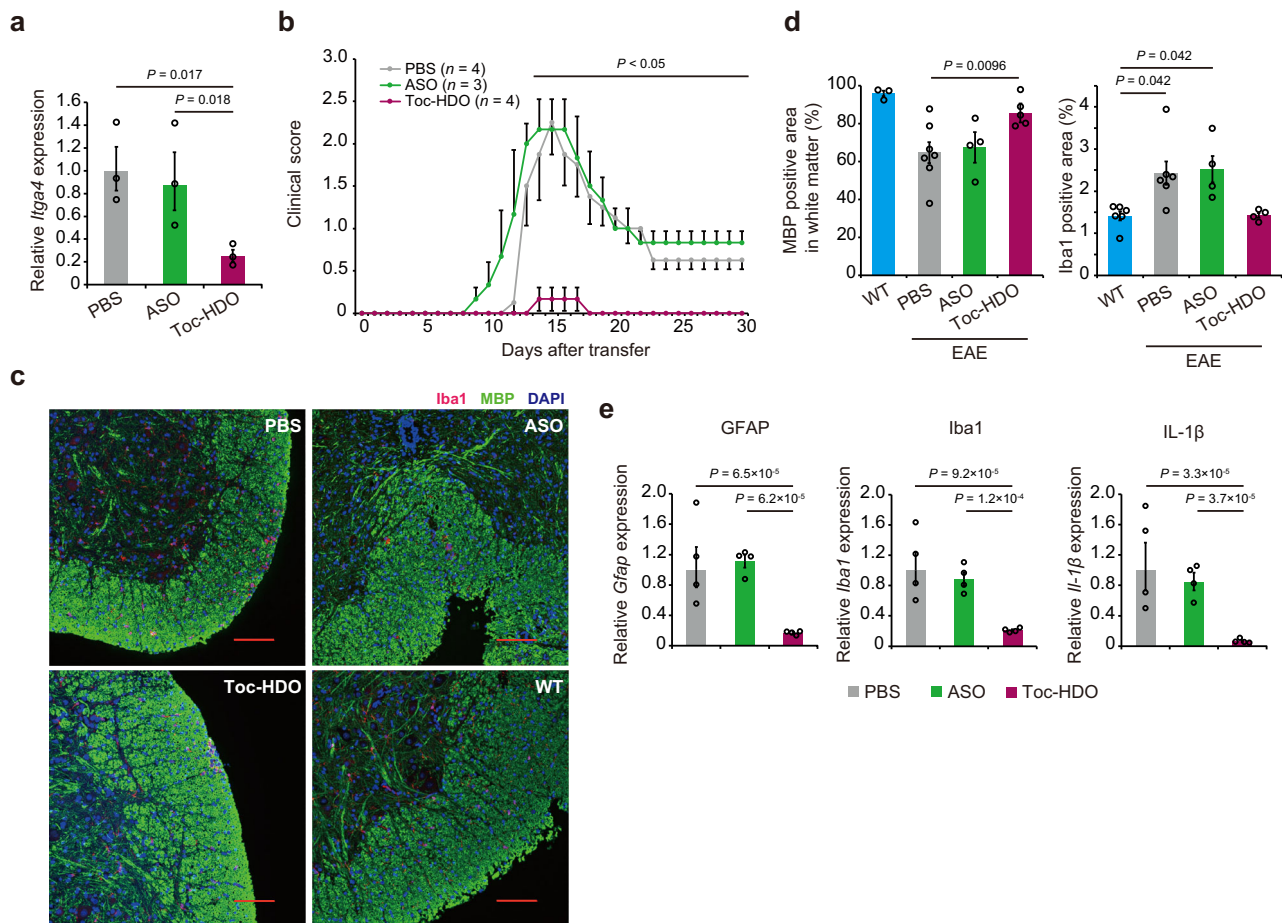 a
P = 0.017
P = 0.018
Relative Itga4 expression
1.6
1.4
1.2
1.0
0.8
0.6
0.4
0.2
0
PBS
ASO
Toc-HDO
b
PBS (n = 4)
ASO (n = 3)
Toc-HDO (n = 4)
P < 0.05
Clinical score
3.0
2.5
2.0
1.5
1.0
0.5
0
0
5
10
15
20
25
30
Days after transfer
d
P = 0.0096
MBP positive area
in white matter (%)
100
80
60
40
20
0
WT
PBS
ASO
Toc-HDO
EAE
P = 0.042
P = 0.042
Iba1 positive area (%)
5
4
3
2
1
0
WT
PBS
ASO
Toc-HDO
EAE
c
Iba1 MBP DAPI
PBS
ASO
Toc-HDO
WT
e
GFAP
P = 6.5×10-5
P = 6.2×10-5
Relative Gfap expression
2.0
1.6
1.2
0.8
0.4
0
Iba1
P = 9.2×10-5
P = 1.2×10-4
Relative Iba1 expression
2.0
1.6
1.2
0.8
0.4
0
IL-1β
P = 3.3×10-5
P = 3.7×10-5
Relative Il-1β expression
2.0
1.6
1.2
0.8
0.4
0
PBS
ASO
Toc-HDO